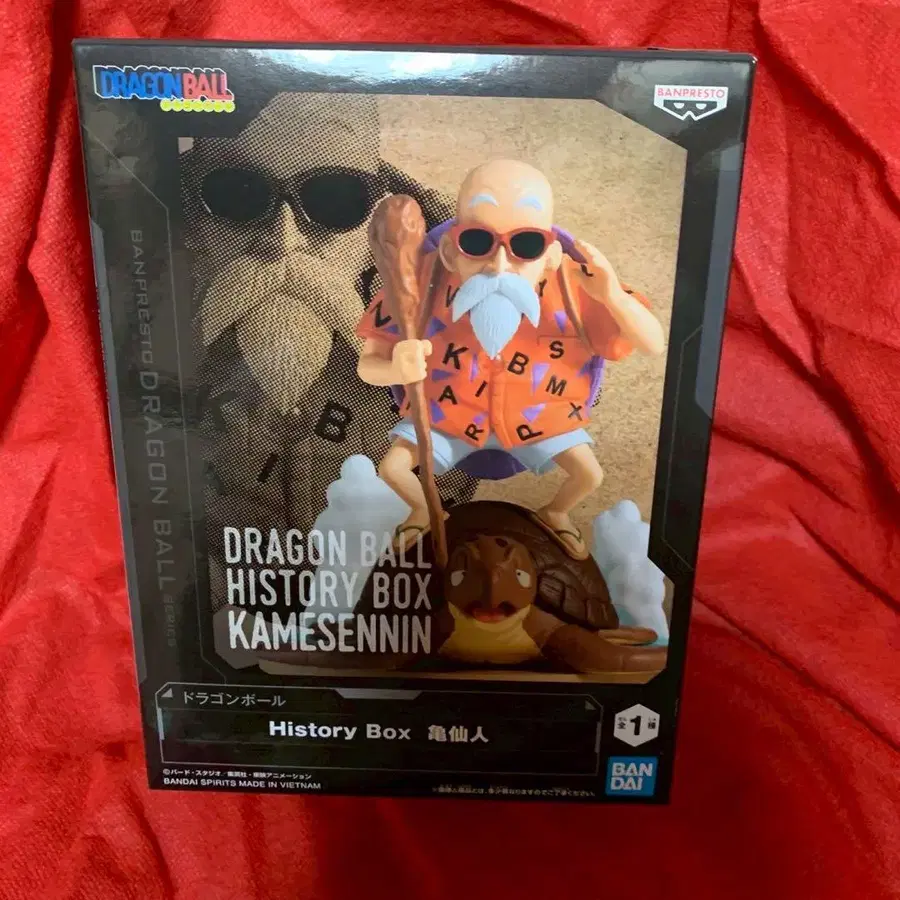 DRAGON BALL
BANPRESTO
BANPRESTO DRAGON BALL SERIES
DRAGON BALL
HISTORY BOX
KAMESENNIN
ドラゴンボール
History Box 亀仙人
全1種
©バード・スタジオ/集英社・東映アニメーション
BANDAI SPIRITS MADE IN VIETNAM
BAN
DAI